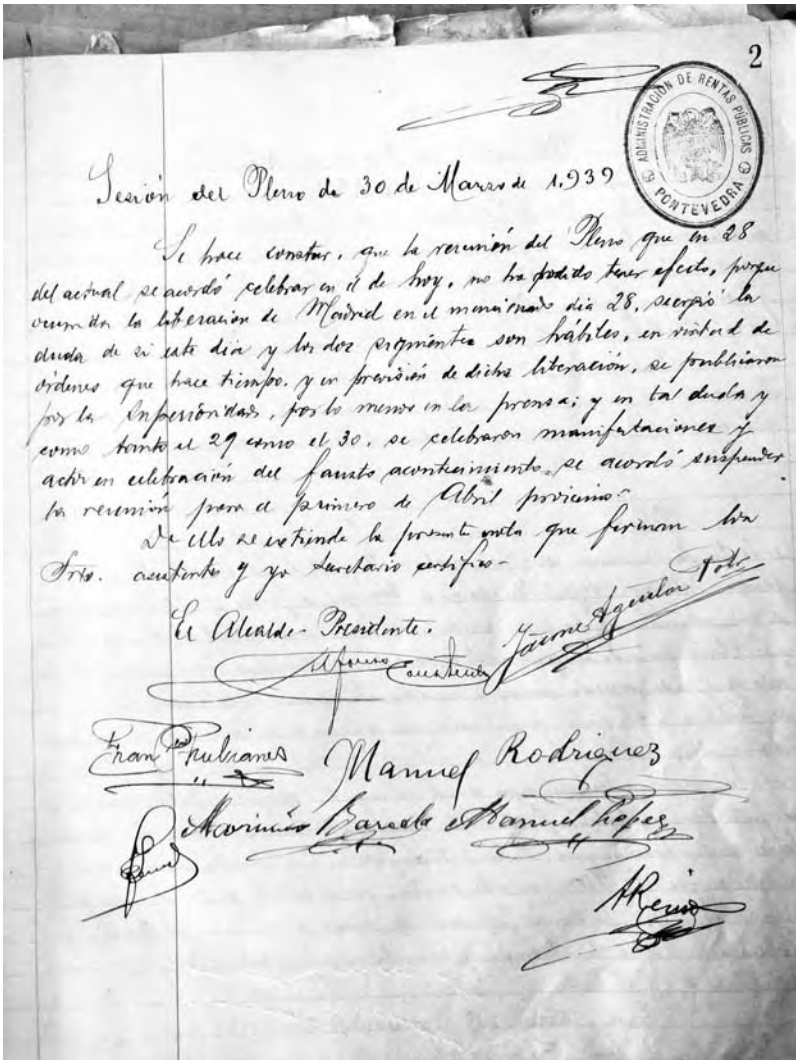 2
ADMINISTRACIÓN DE RENTAS PÚBLICAS
PONTEVEDRA
Sesión del Pleno de 30 de Marzo de 1.939
Se hace constar, que la reunión del Pleno que en 28
del actual se acordó celebrar en el de hoy, no ha podido tener efecto, porque
ocurrida la liberación de Madrid en el mencionado dia 28, surgió la
duda de si este dia y los dos siguientes son hábiles, en virtud de
órdenes que hace tiempo, y en previsión de dicha liberación, se publicaron
por la Superioridad, por lo menos en la prensa; y en tal duda y
como tanto el 29 como el 30, se celebraron manifestaciones y
actos en celebración del fausto acontecimiento, se acordó suspender
la reunión para el primero de Abril próximo.-
De ello se extiende la presente nota que firman los
Sres. asistentes y yo Secretario certifico-
El Alcalde-Presidente.
Jaime Aguilar
Manuel Rodriguez
Manuel